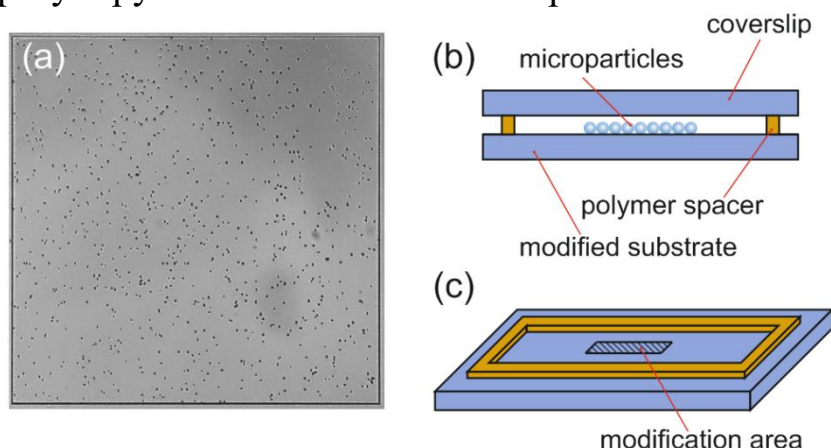 (a)
(b)
coverslip
microparticles
polymer spacer
modified substrate
(c)
modification area